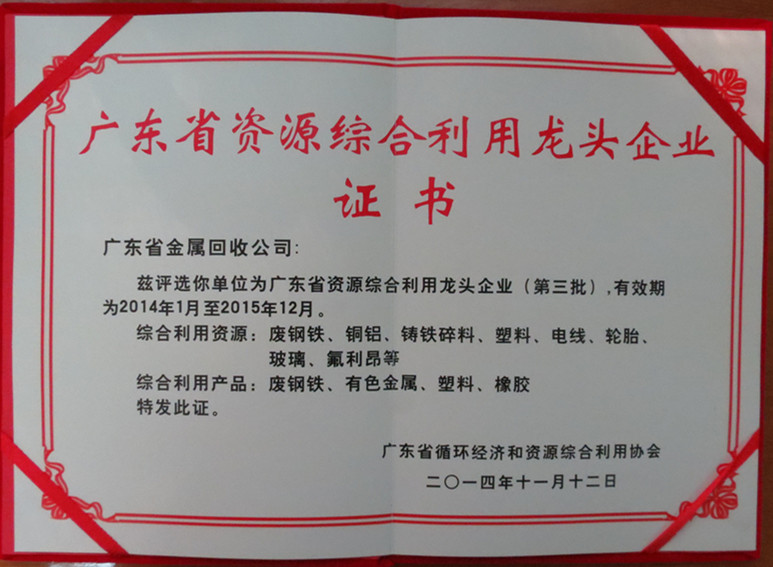 广东省资源综合利用龙头企业
证书
广东省金属回收公司:
兹评选你单位为广东省资源综合利用龙头企业（第三批）,有效期
为2014年1月至2015年12月。
综合利用资源：废钢铁、铜铝、铸铁碎料、塑料、电线、轮胎、
玻璃、氟利昂等
综合利用产品：废钢铁、有色金属、塑料、橡胶
特发此证。
广东省循环经济和资源综合利用协会
二〇一四年十一月十二日